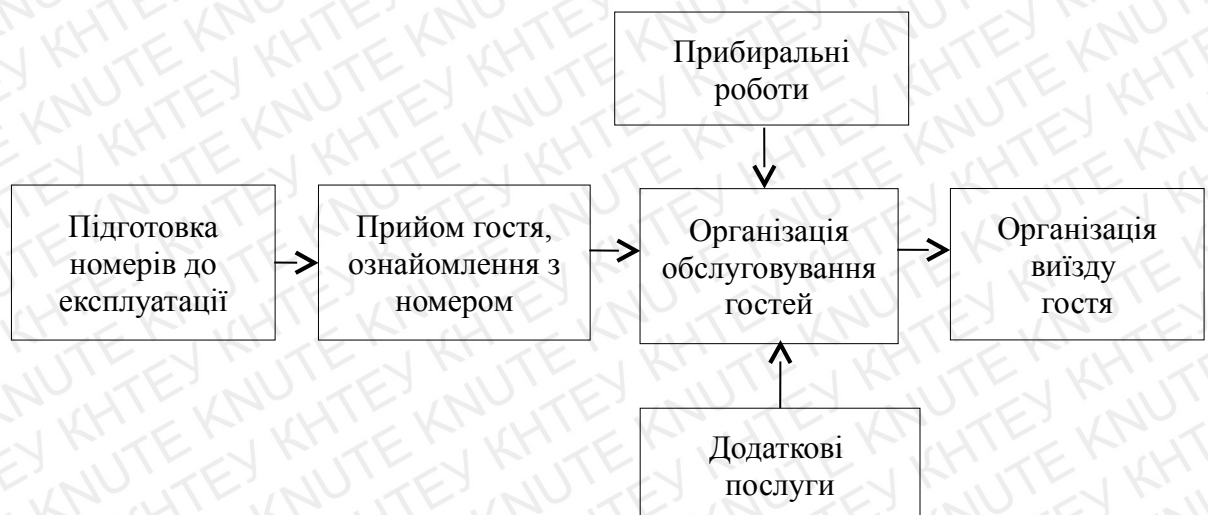 Прибиральні
роботи
Підготовка
номерів до
експлуатації
Прийом гостя,
ознайомлення з
номером
Організація
обслуговування
гостей
Організація
виїзду
гостя
Додаткові
послуги